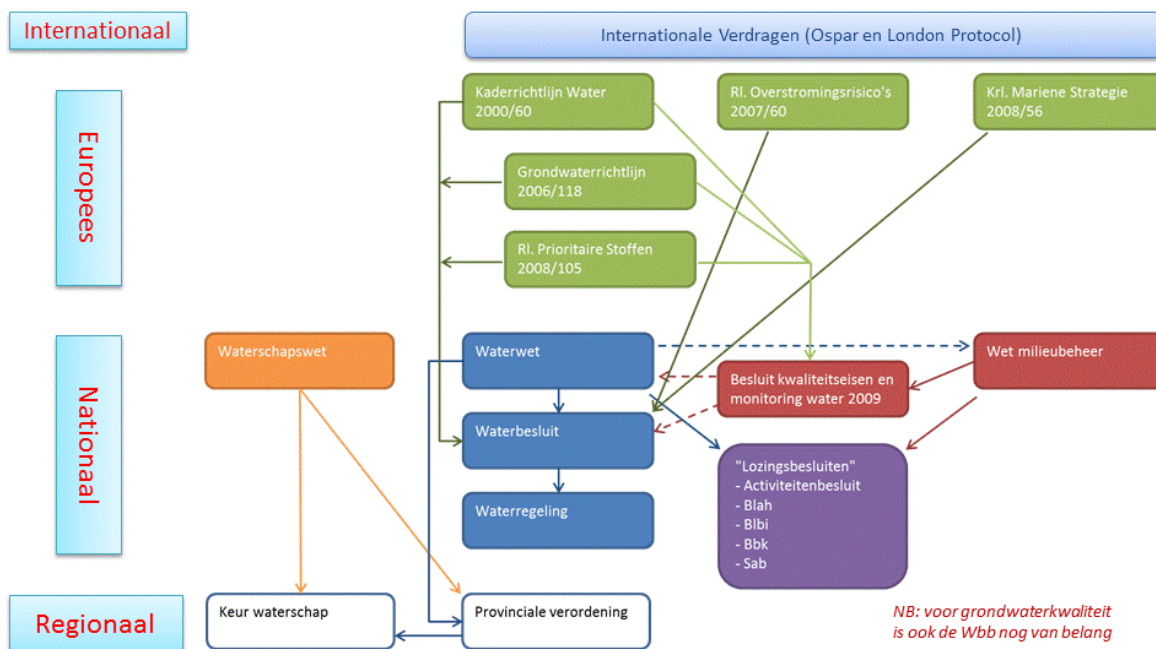 Internationaal
Internationale Verdragen (Ospar en London Protocol)
Europees
Kaderrichtlijn Water
2000/60
Rl. Overstromingsrisico's
2007/60
Krl. Mariene Strategie
2008/56
Grondwaterrichtlijn
2006/118
Rl. Prioritaire Stoffen
2008/105
Nationaal
Waterschapswet
Waterwet
Wet milieubeheer
Besluit kwaliteitseisen en
monitoring water 2009
Waterbesluit
"Lozingsbesluiten"
- Activiteitenbesluit
- Blah
- Blbi
- Bbk
- Sab
Waterregeling
Regionaal
Keur waterschap
Provinciale verordening
NB: voor grondwaterkwaliteit
is ook de Wbb nog van belang